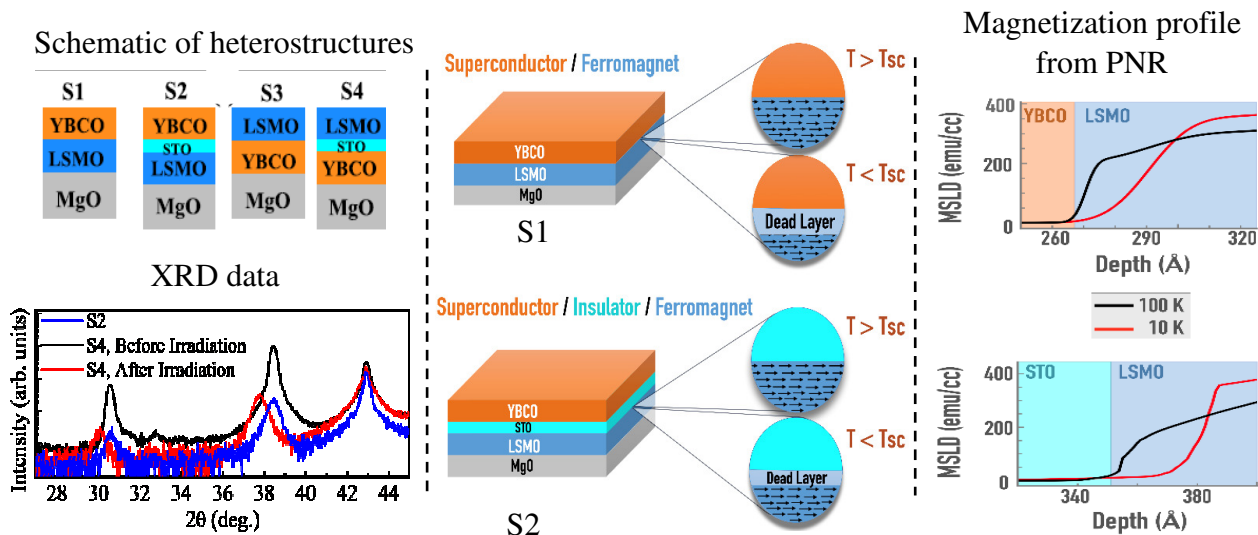 Schematic of heterostructures
S1
S2
S3
S4
YBCO
LSMO
MgO
YBCO
STO
LSMO
MgO
LSMO
YBCO
MgO
LSMO
STO
YBCO
MgO
XRD data
S2
S4, Before Irradiation
S4, After Irradiation
Intensity (arb. units)
28 30 32 34 36 38 40 42 44
2θ (deg.)
Superconductor / Ferromagnet
T > Tsc
YBCO
LSMO
MgO
T < Tsc
Dead Layer
S1
Superconductor / Insulator / Ferromagnet
T > Tsc
YBCO
STO
LSMO
MgO
T < Tsc
Dead Layer
S2
Magnetization profile
from PNR
400
200
0
MSLD (emu/cc)
YBCO
LSMO
260 290 320
Depth (Å)
100 K
10 K
400
200
0
MSLD (emu/cc)
STO
LSMO
340 380
Depth (Å)